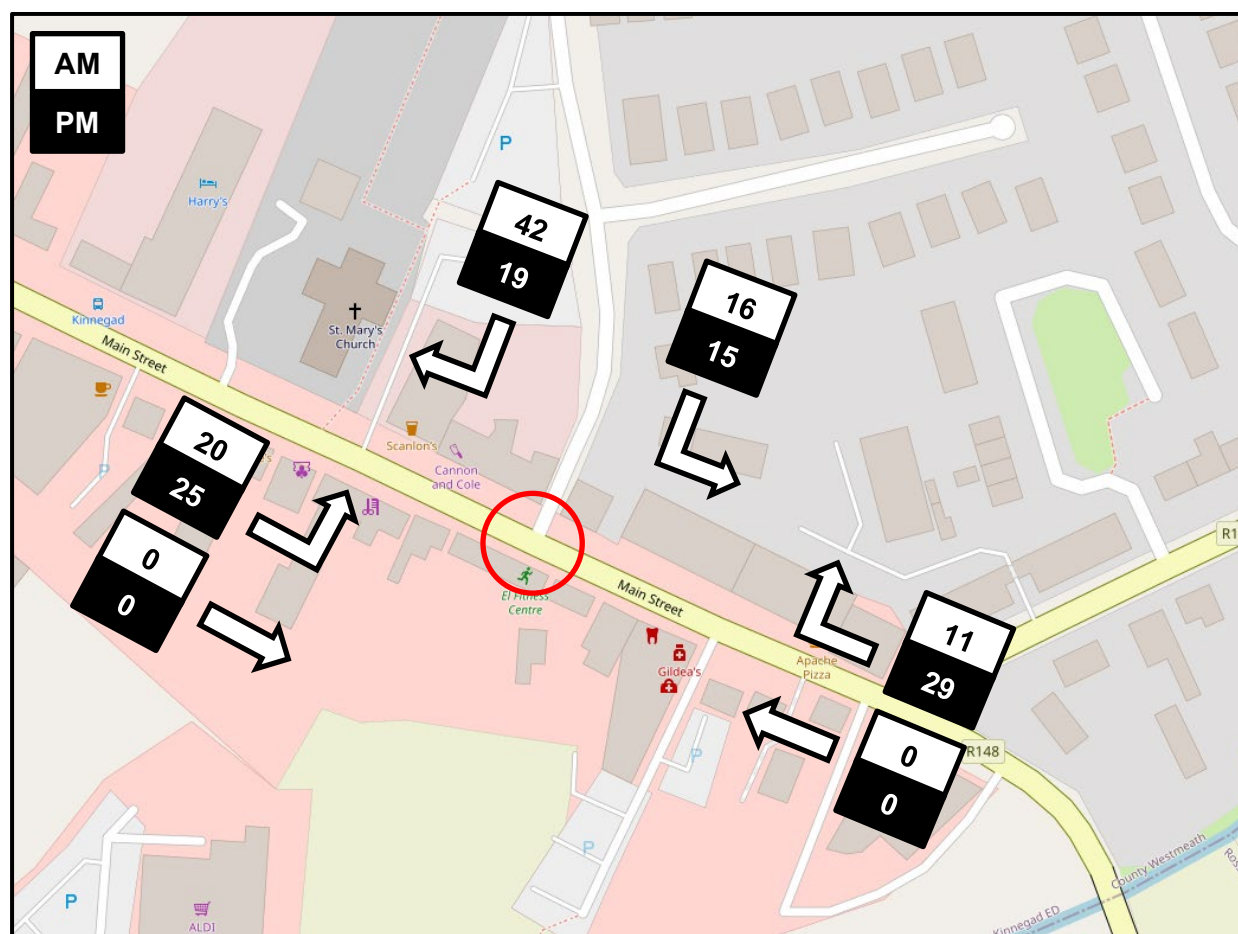 AM
PM
P
Harry's
42
19
Kinnegad
Main Street
St. Mary's
Church
16
15
Scanlon's
Cannon
and Cole
20
25
P
0
0
El Fitness
Centre
Main Street
Gildea's
Apache
Pizza
11
29
R148
0
0
P
P
P
ALDI
County Westmeath
Kinnegad ED